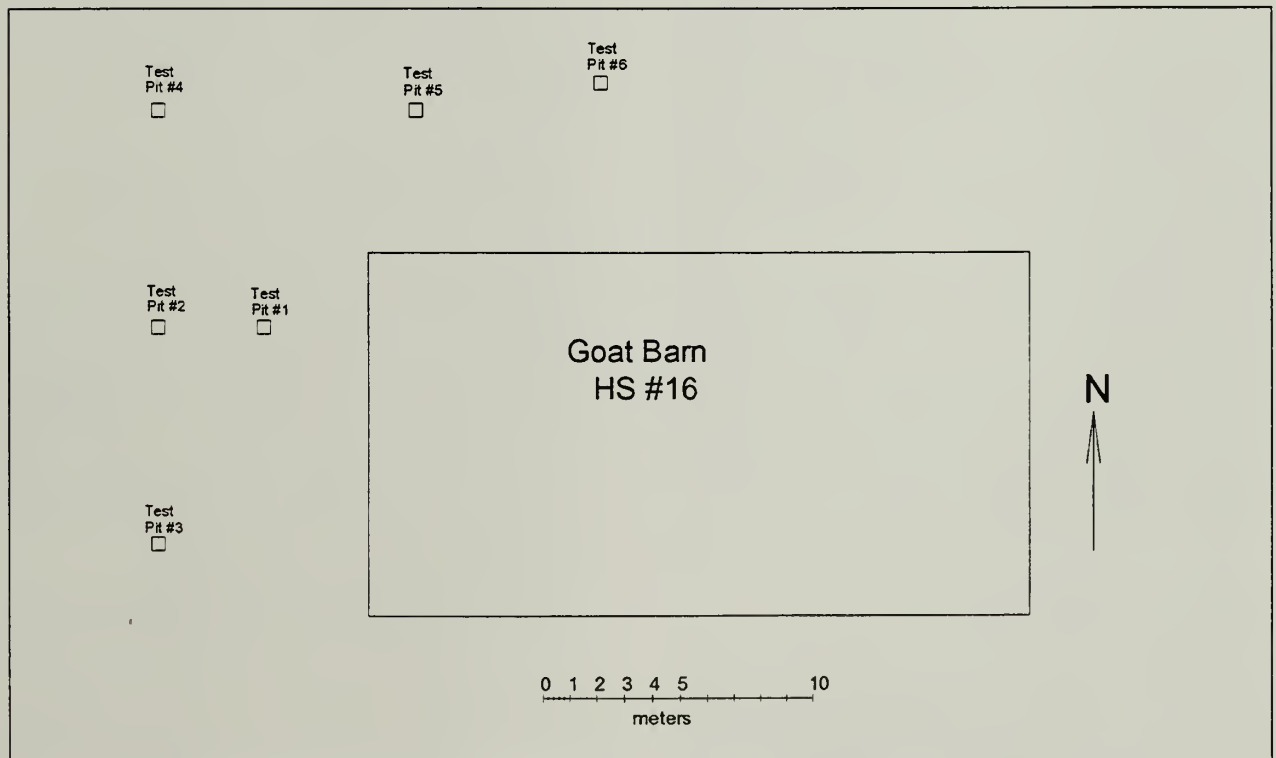 Test
Pit #6
Test
Pit #4
Test
Pit #5
Test
Pit #2
Test
Pit #1
Goat Barn
HS #16
N
Test
Pit #3
0 1 2 3 4 5 10
meters